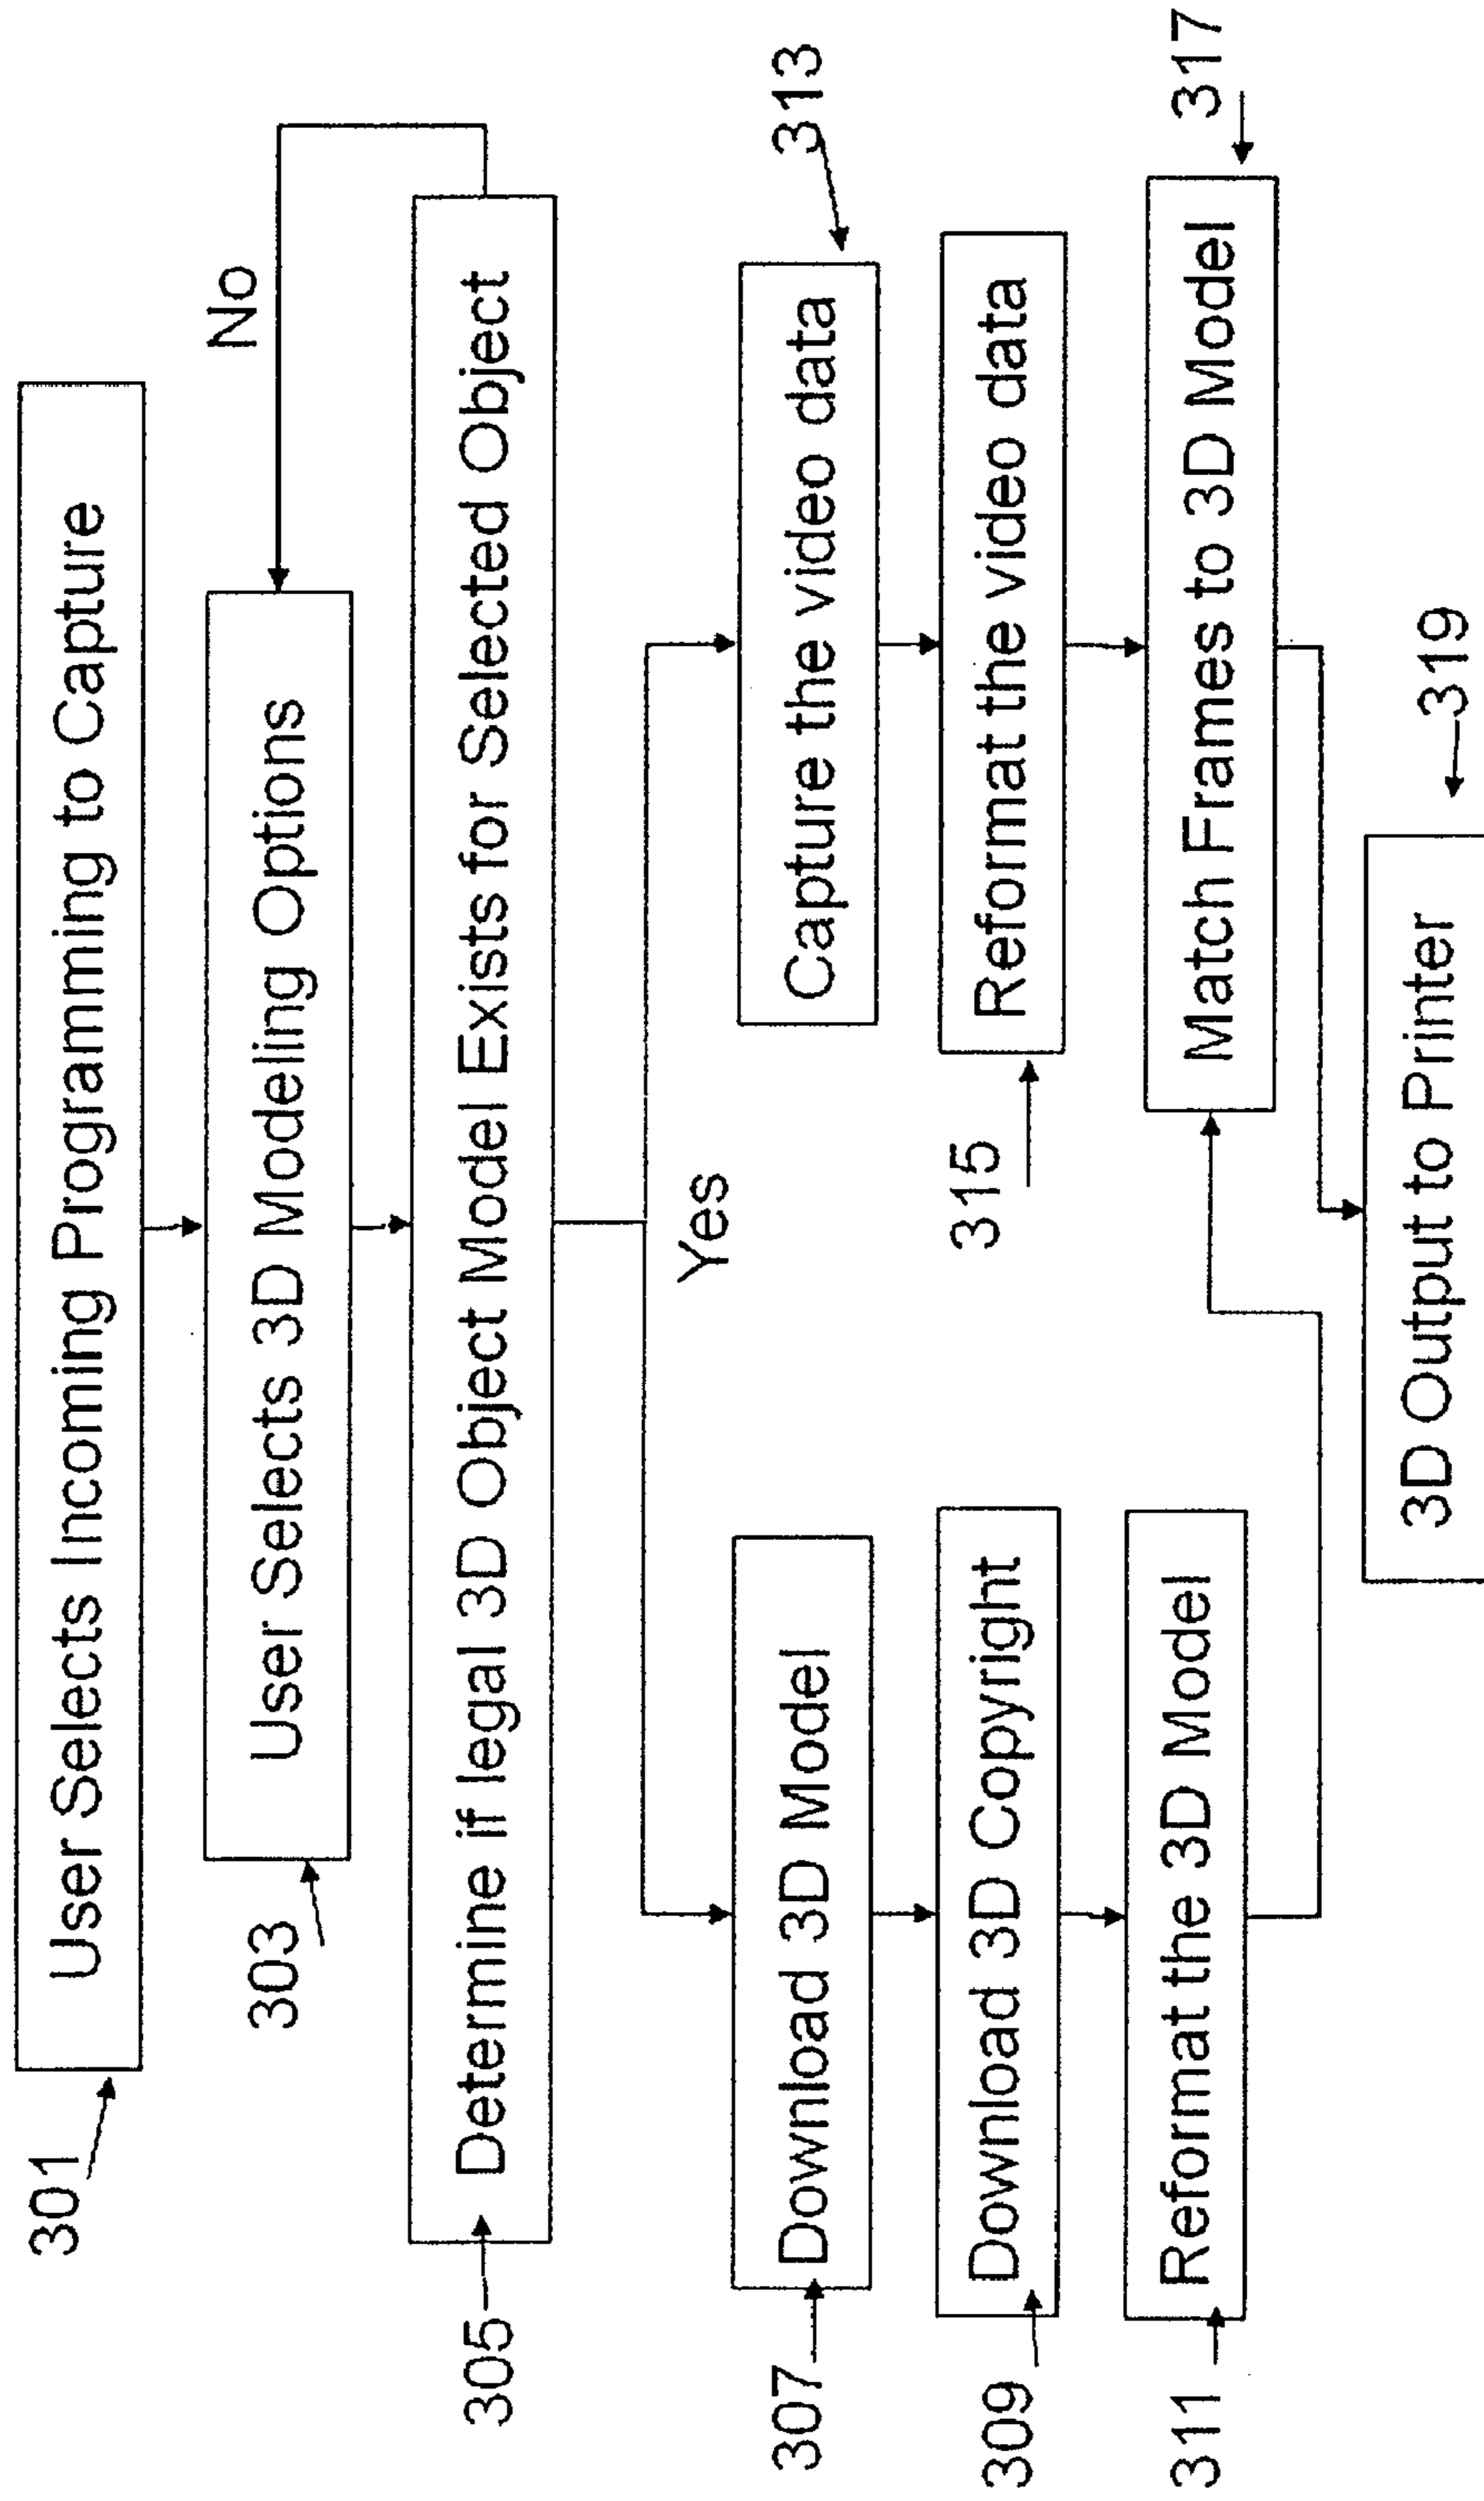 User Selects Incoming Programming to Capture
301
No
User Selects 3D Modeling Options
303
305
Determine if legal 3D Object Model Exists for Selected Object
Yes
313
307
Download 3D Model
Capture the video data
309
Download 3D Copyright
315
Reformat the video data
311
Reformat the 3D Model
Match Frames to 3D Model
317
3D Output to Printer
319